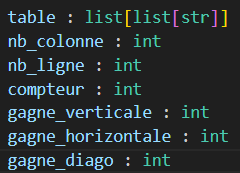 table : list[list[str]]
nb_colonne : int
nb_ligne : int
compteur : int
gagne_verticale : int
gagne_horizontale : int
gagne_diago : int